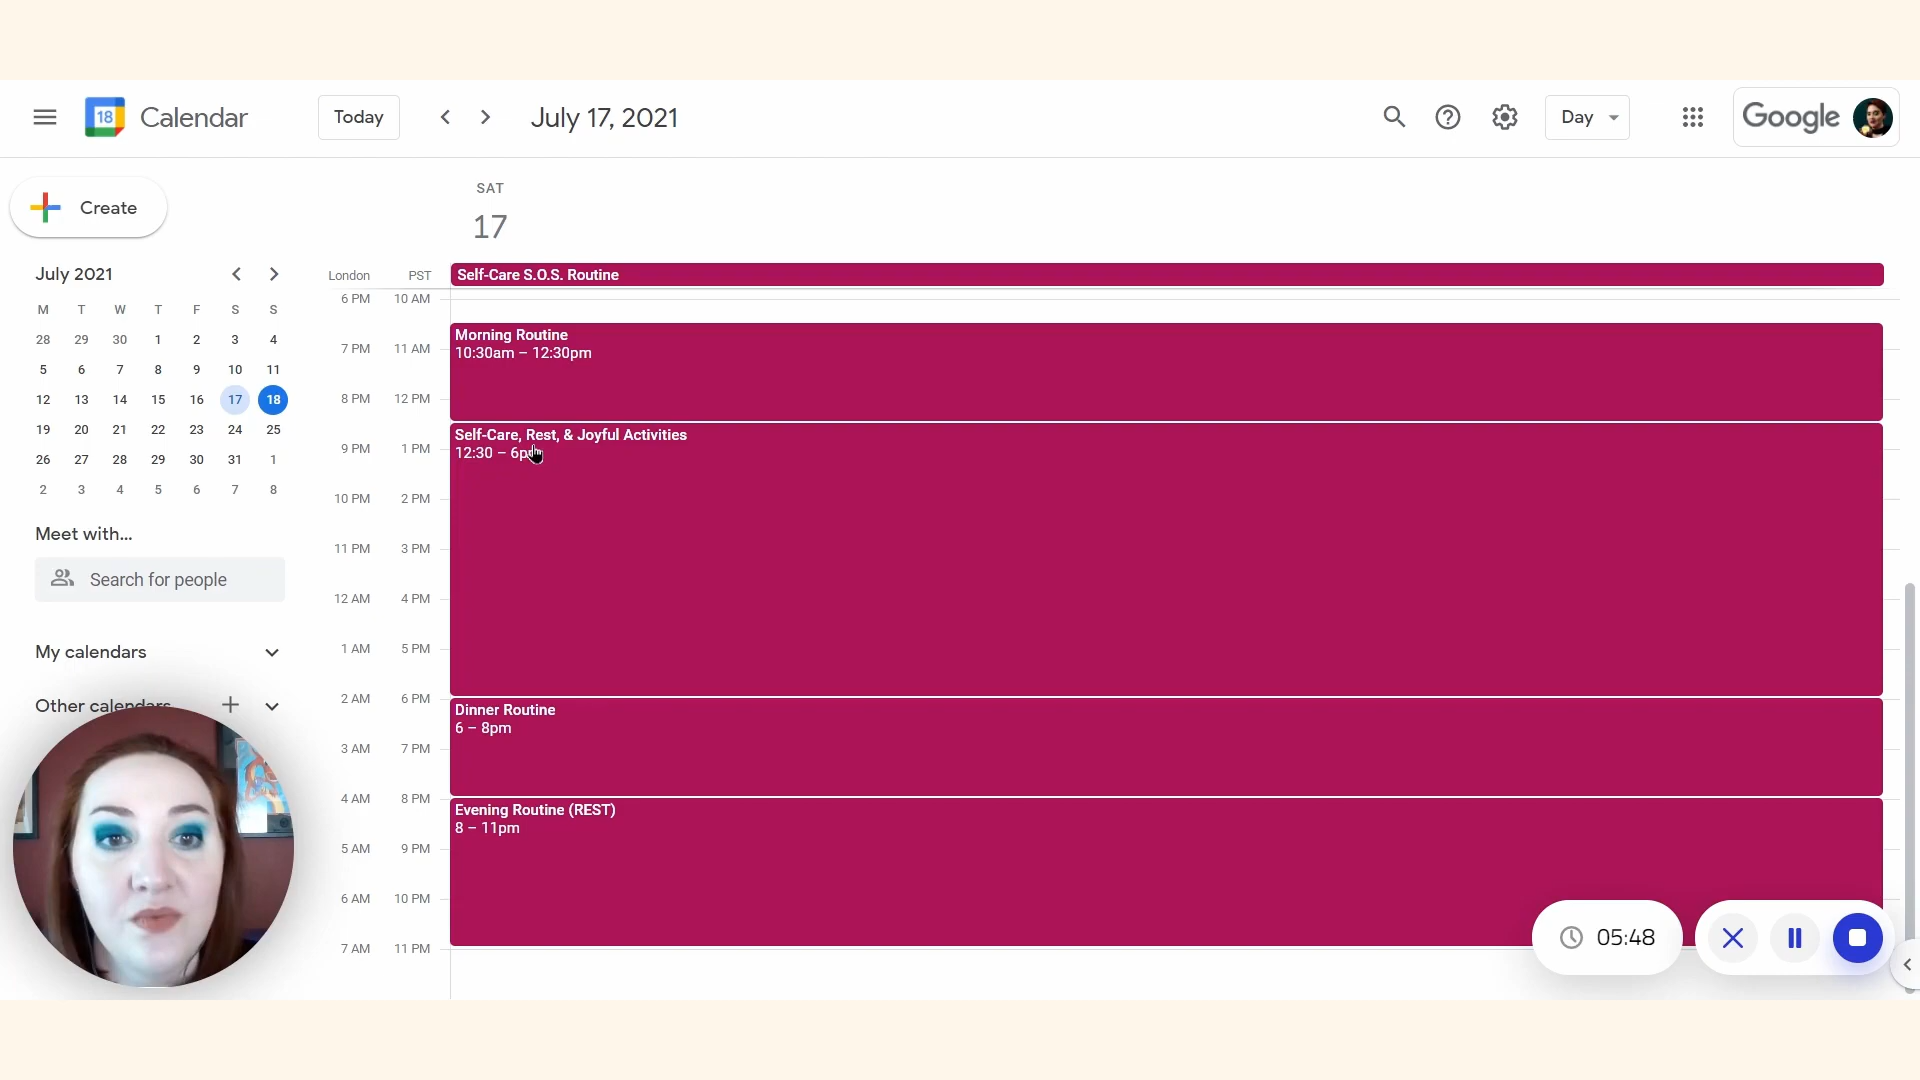 18 Calendar Today July 17, 2021 Day Google
Create
SAT
17
July 2021
M T W T F S S
28 29 30 1 2 3 4
5 6 7 8 9 10 11
12 13 14 15 16 17 18
19 20 21 22 23 24 25
26 27 28 29 30 31 1
2 3 4 5 6 7 8
Meet with...
Search for people
My calendars
Other calendars
London PST
Self-Care S.O.S. Routine
6 PM 10 AM
7 PM 11 AM
8 PM 12 PM
9 PM 1 PM
10 PM 2 PM
11 PM 3 PM
12 AM 4 PM
1 AM 5 PM
2 AM 6 PM
3 AM 7 PM
4 AM 8 PM
5 AM 9 PM
6 AM 10 PM
7 AM 11 PM
Morning Routine
10:30am – 12:30pm
Self-Care, Rest, & Joyful Activities
12:30 – 6pm
Dinner Routine
6 – 8pm
Evening Routine (REST)
8 – 11pm
05:48